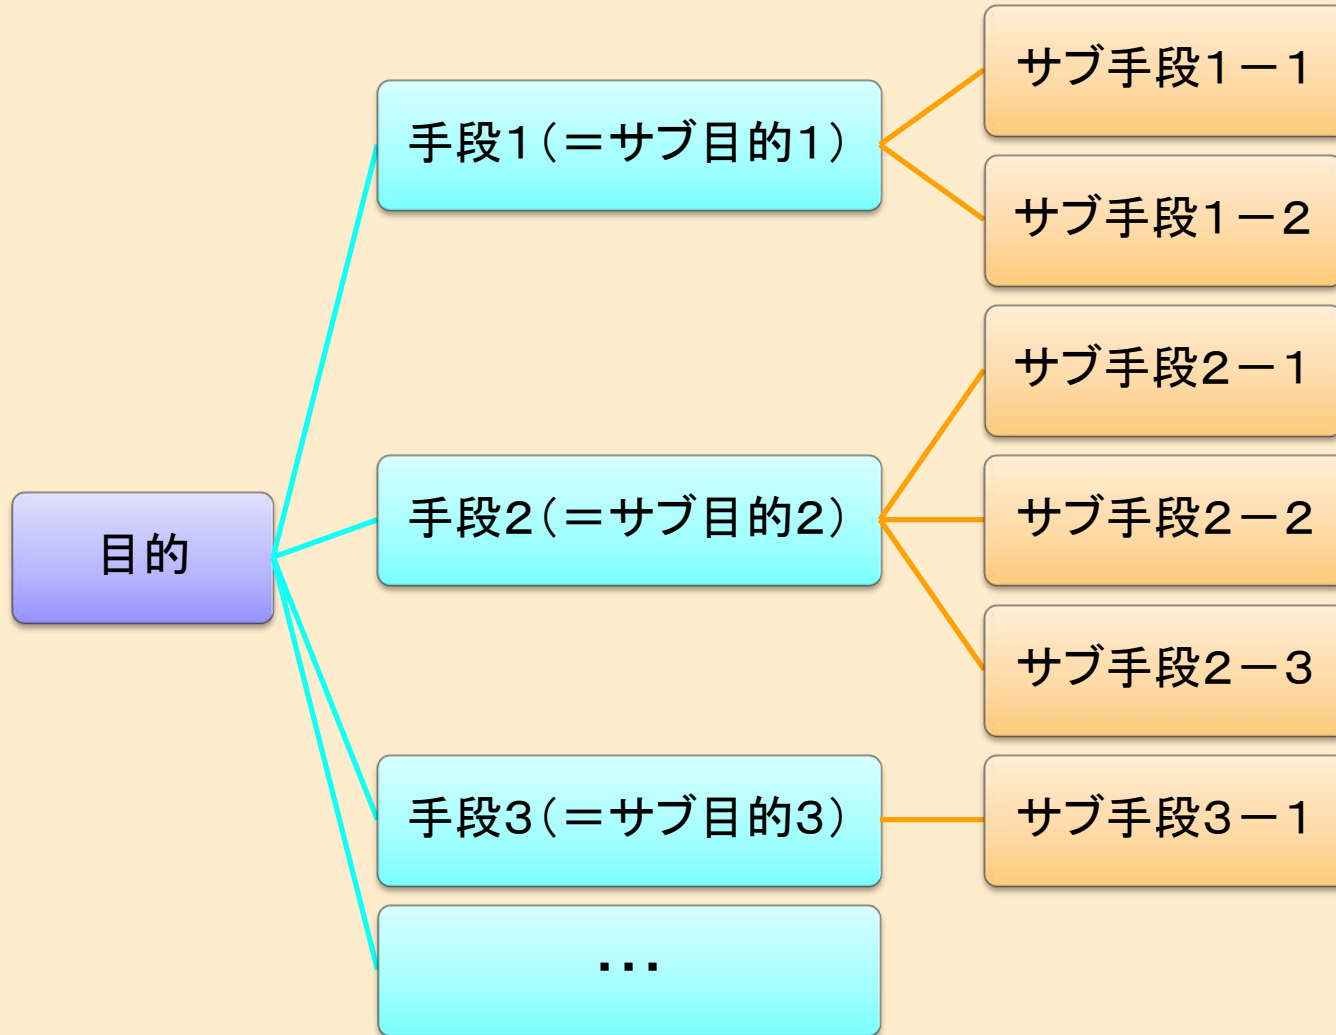 目的
手段１（＝サブ目的１）
サブ手段１－１
サブ手段１－２
手段２（＝サブ目的２）
サブ手段２－１
サブ手段２－２
サブ手段２－３
手段３（＝サブ目的３）
サブ手段３－１
・・・